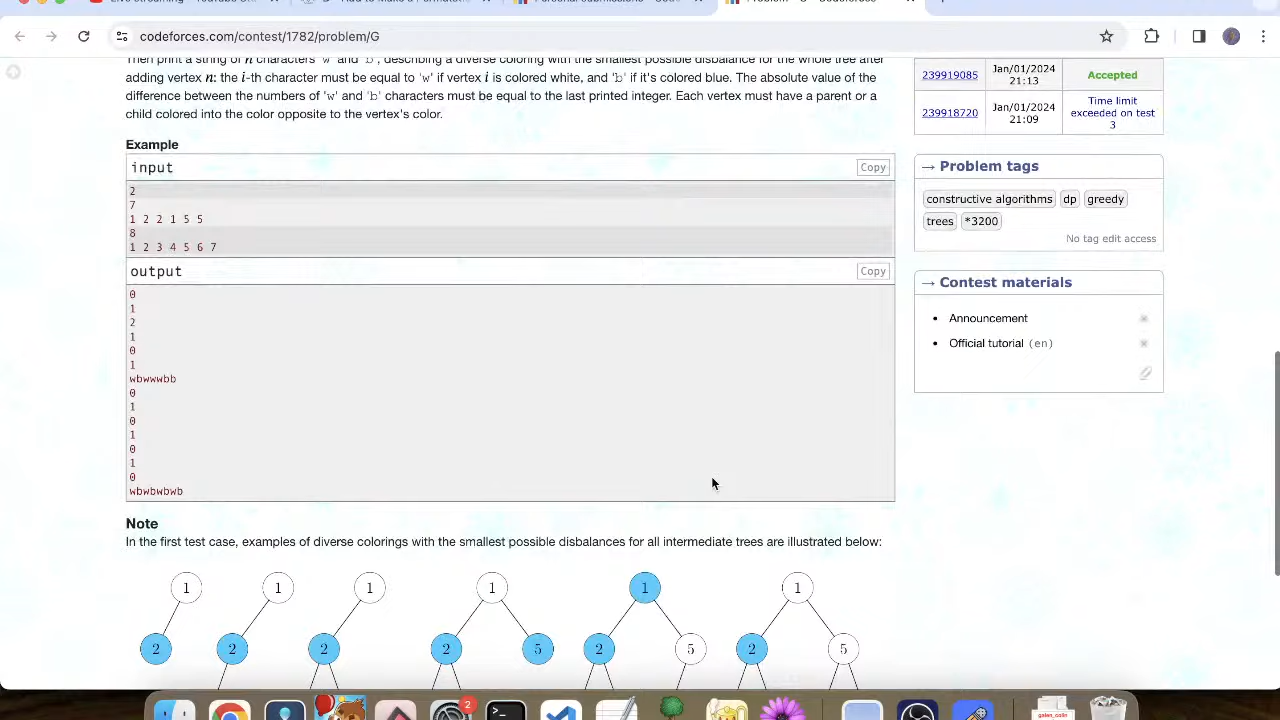 codeforces.com/contest/1782/problem/G
Then print a string of n characters 'w' and 'b', describing a diverse coloring with the smallest possible disbalance for the whole tree after
adding vertex n: the i-th character must be equal to 'w' if vertex i is colored white, and 'b' if it's colored blue. The absolute value of the
difference between the numbers of 'w' and 'b' characters must be equal to the last printed integer. Each vertex must have a parent or a
child colored into the color opposite to the vertex's color.
Example
input
Copy
2
7
1 2 2 1 5 5
8
1 2 3 4 5 6 7
output
Copy
0
1
2
1
0
1
wbwwwbb
0
1
0
1
0
1
0
wbwbwbwb
Note
In the first test case, examples of diverse colorings with the smallest possible disbalances for all intermediate trees are illustrated below:
1 1 1 1 1 1
2 2 2 2 5 2 5 2 5
239919085 Jan/01/2024 21:13 Accepted
239918720 Jan/01/2024 21:09 Time limit exceeded on test 3
→ Problem tags
constructive algorithms dp greedy
trees *3200
No tag edit access
→ Contest materials
Announcement
Official tutorial (en)
2
galen_colin